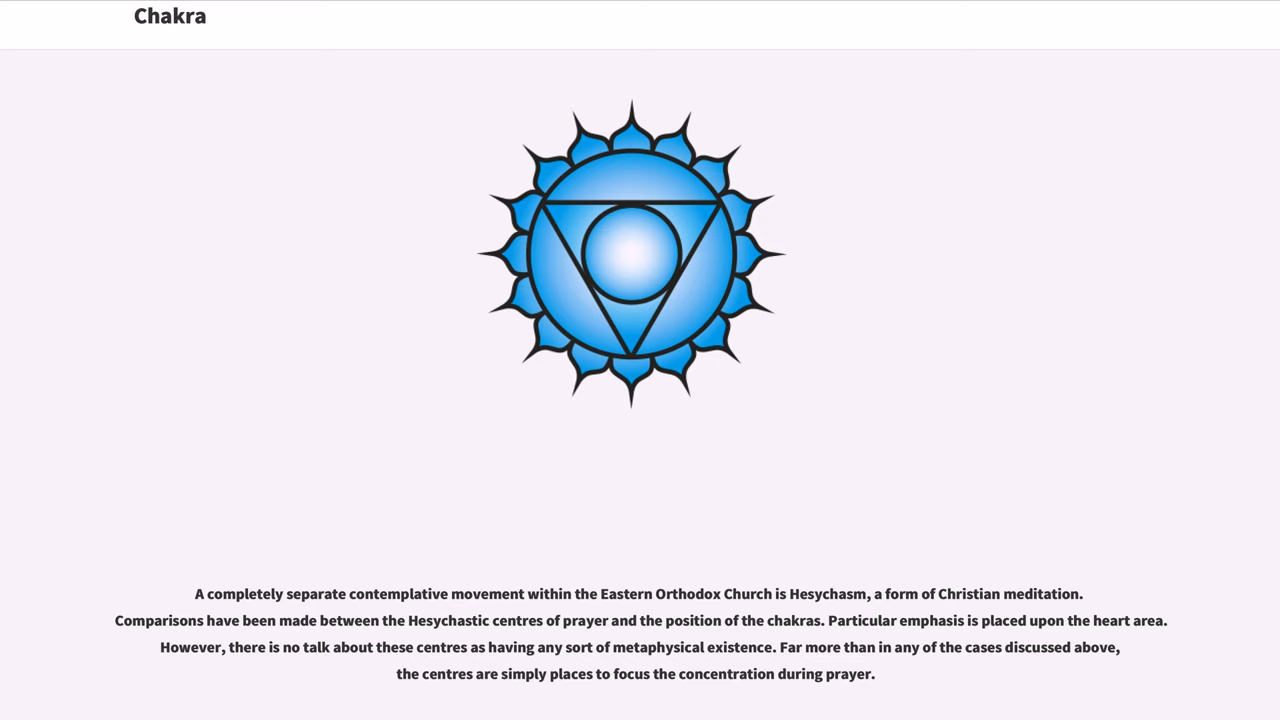 Chakra
A completely separate contemplative movement within the Eastern Orthodox Church is Hesychasm, a form of Christian meditation.
Comparisons have been made between the Hesychastic centres of prayer and the position of the chakras. Particular emphasis is placed upon the heart area.
However, there is no talk about these centres as having any sort of metaphysical existence. Far more than in any of the cases discussed above,
the centres are simply places to focus the concentration during prayer.